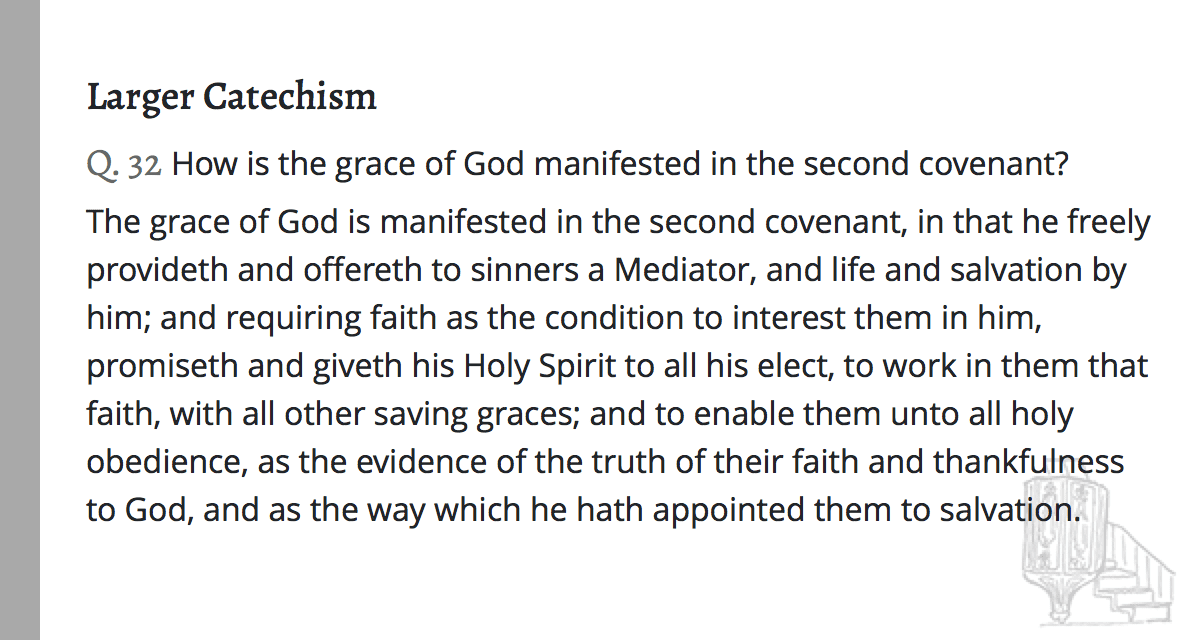 Larger Catechism
Q. 32 How is the grace of God manifested in the second covenant?
The grace of God is manifested in the second covenant, in that he freely
provideth and offereth to sinners a Mediator, and life and salvation by
him; and requiring faith as the condition to interest them in him,
promiseth and giveth his Holy Spirit to all his elect, to work in them that
faith, with all other saving graces; and to enable them unto all holy
obedience, as the evidence of the truth of their faith and thankfulness
to God, and as the way which he hath appointed them to salvation.